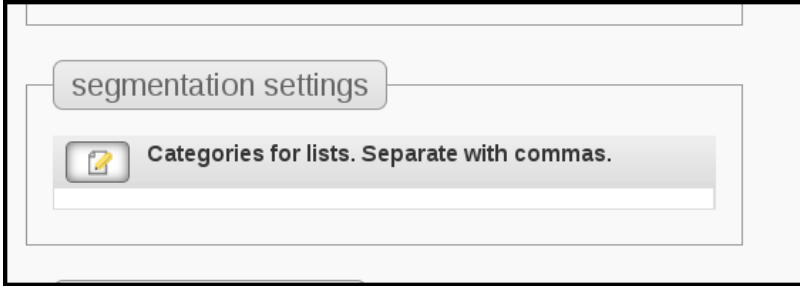 segmentation settings
Categories for lists. Separate with commas.